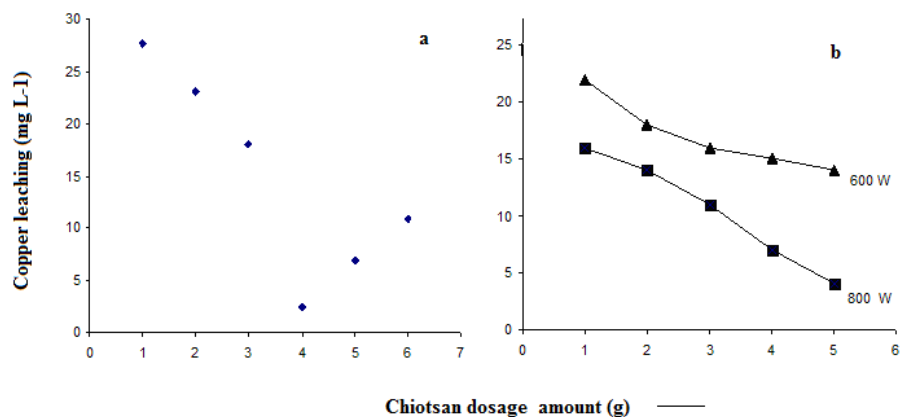 Copper leaching (mg L-1)
30
25
20
15
10
5
0
0 1 2 3 4 5 6 7
a
25
20
15
10
5
0
0 1 2 3 4 5 6
b
600 W
800 W
Chiotsan dosage amount (g)